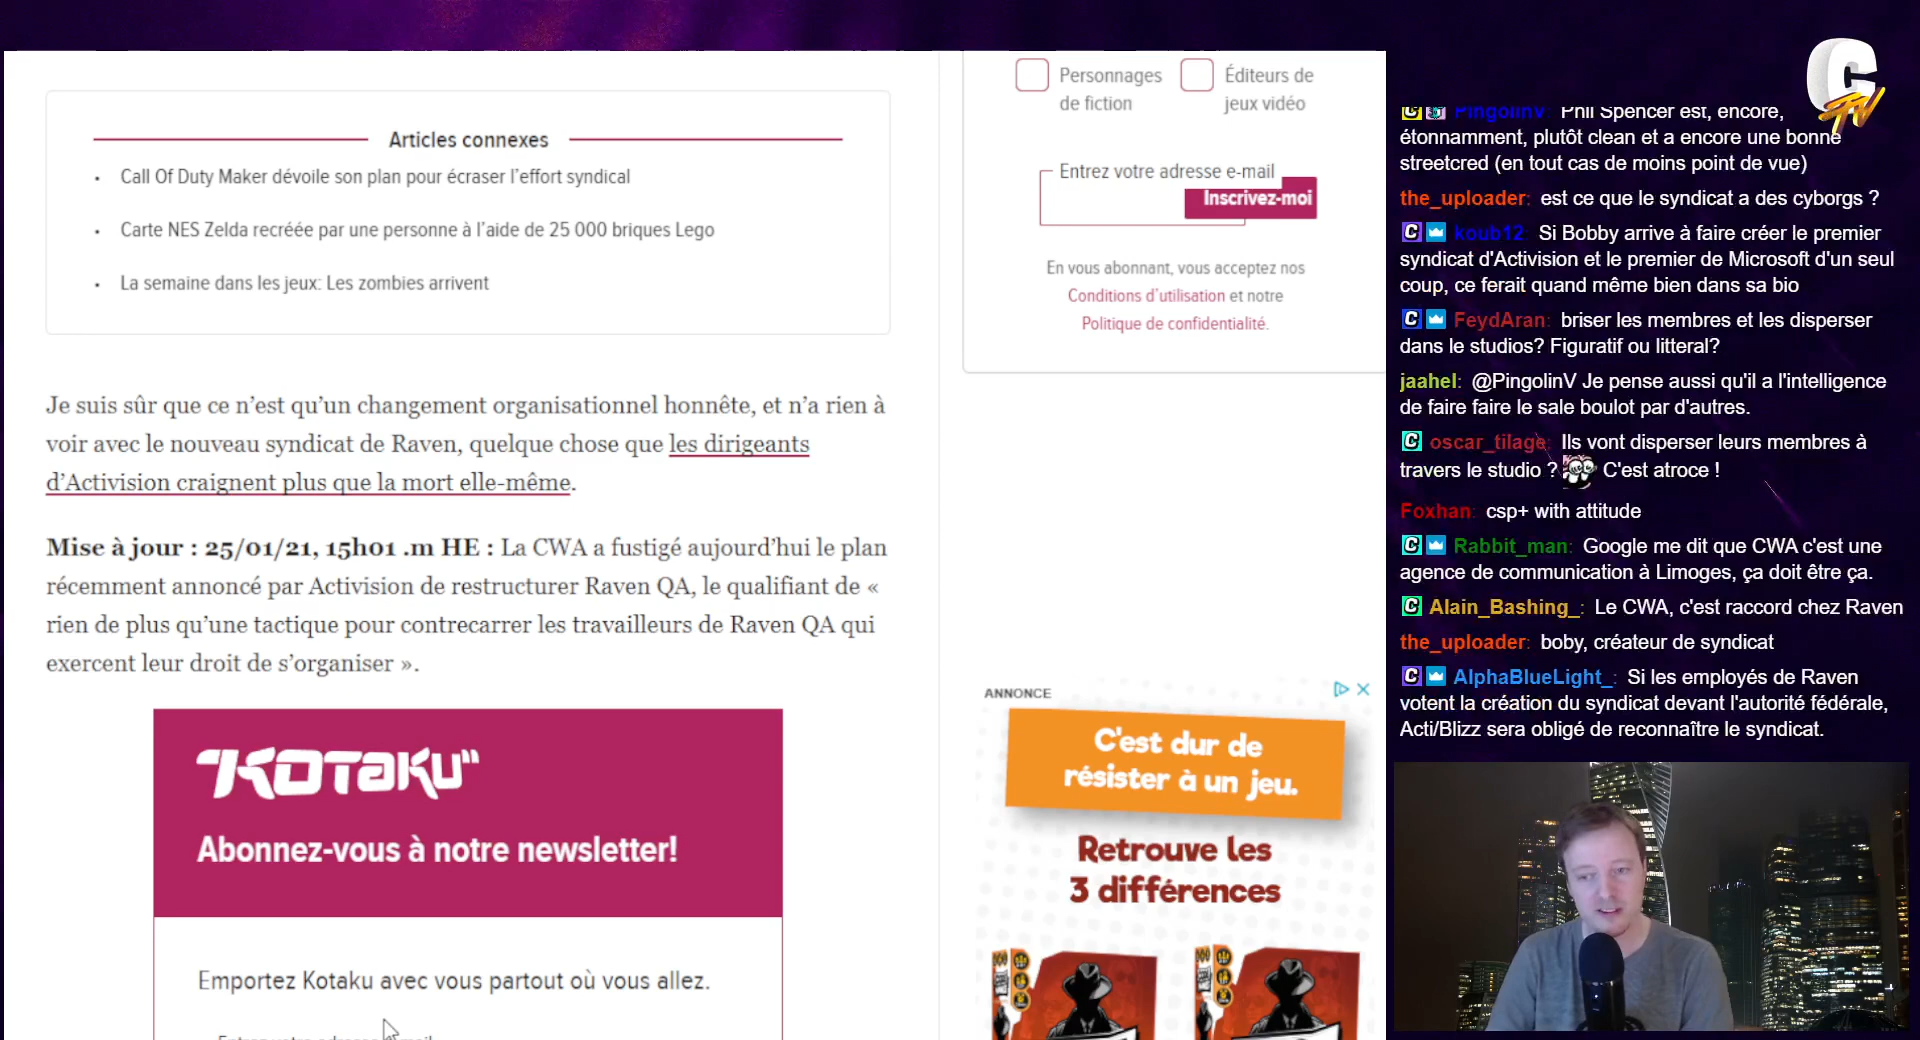 Articles connexes
• Call Of Duty Maker dévoile son plan pour écraser l'effort syndical
• Carte NES Zelda recréée par une personne à l'aide de 25 000 briques Lego
• La semaine dans les jeux: Les zombies arrivent
Je suis sûr que ce n'est qu'un changement organisationnel honnête, et n'a rien à
voir avec le nouveau syndicat de Raven, quelque chose que les dirigeants
d'Activision craignent plus que la mort elle-même.
Mise à jour : 25/01/21, 15h01 .m HE : La CWA a fustigé aujourd'hui le plan
récemment annoncé par Activision de restructurer Raven QA, le qualifiant de «
rien de plus qu'une tactique pour contrecarrer les travailleurs de Raven QA qui
exercent leur droit de s'organiser ».
"KOTAKU"
Abonnez-vous à notre newsletter!
Emportez Kotaku avec vous partout où vous allez.
Personnages
de fiction
Éditeurs de
jeux vidéo
Entrez votre adresse e-mail
Inscrivez-moi
En vous abonnant, vous acceptez nos
Conditions d'utilisation et notre
Politique de confidentialité.
ANNONCE
C'est dur de
résister à un jeu.
Retrouve les
3 différences
C TV
PingolinV: Phil Spencer est, encore,
étonnamment, plutôt clean et a encore une bonne
streetcred (en tout cas de moins point de vue)
the_uploader: est ce que le syndicat a des cyborgs ?
koub12: Si Bobby arrive à faire créer le premier
syndicat d'Activision et le premier de Microsoft d'un seul
coup, ce ferait quand même bien dans sa bio
FeydAran: briser les membres et les disperser
dans le studios? Figuratif ou litteral?
jaahel: @PingolinV Je pense aussi qu'il a l'intelligence
de faire faire le sale boulot par d'autres.
oscar_tilage: Ils vont disperser leurs membres à
travers le studio ? C'est atroce !
Foxhan: csp+ with attitude
Rabbit_man: Google me dit que CWA c'est une
agence de communication à Limoges, ça doit être ça.
Alain_Bashing_: Le CWA, c'est raccord chez Raven
the_uploader: boby, créateur de syndicat
AlphaBlueLight_: Si les employés de Raven
votent la création du syndicat devant l'autorité fédérale,
Acti/Blizz sera obligé de reconnaître le syndicat.